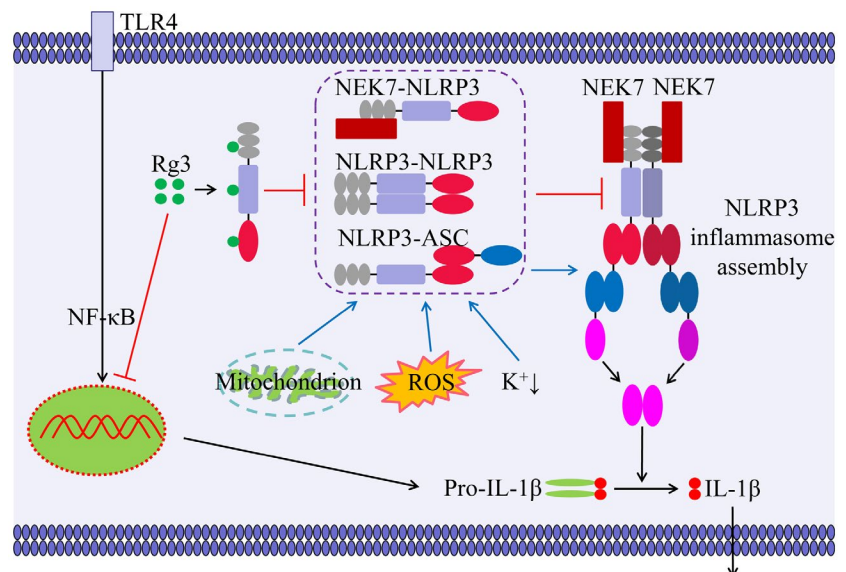 TLR4
NEK7-NLRP3
NEK7 NEK7
Rg3
NLRP3-NLRP3
NLRP3-ASC
NLRP3
inflammasome
assembly
NF-κB
Mitochondrion
ROS
K⁺↓
Pro-IL-1β
IL-1β